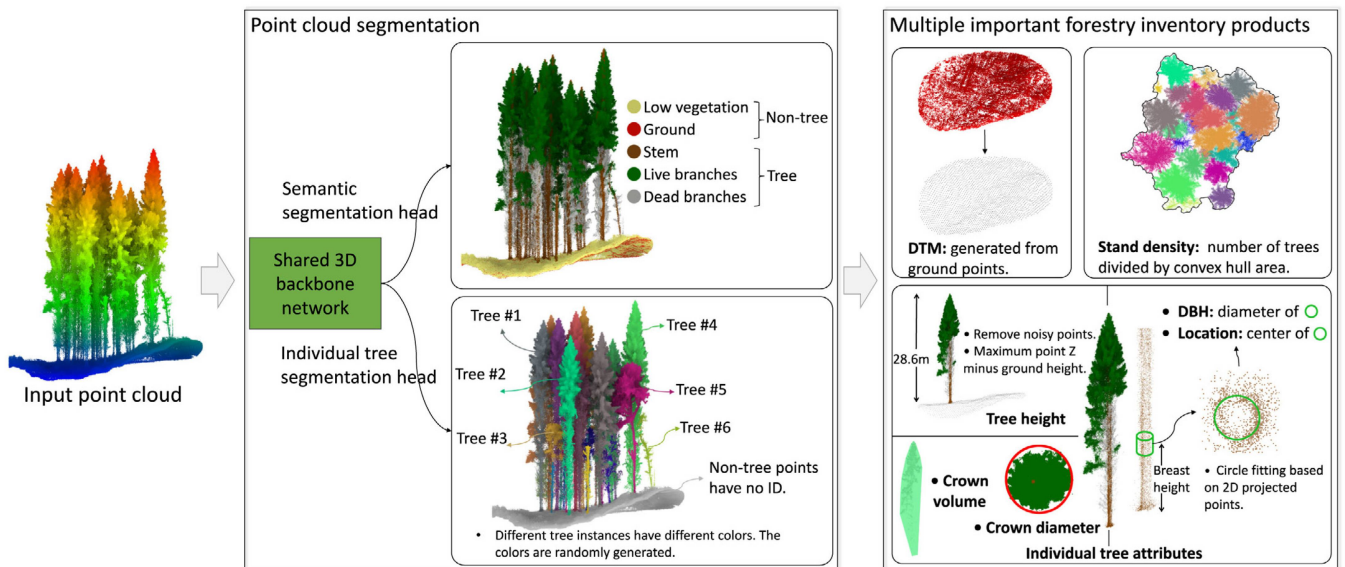 Input point cloud
Point cloud segmentation
Semantic
segmentation head
Shared 3D
backbone
network
Individual tree
segmentation head
Low vegetation
Ground
Non-tree
Stem
Live branches
Dead branches
Tree
Tree #1
Tree #2
Tree #3
Tree #4
Tree #5
Tree #6
Non-tree points
have no ID.
• Different tree instances have different colors. The
colors are randomly generated.
Multiple important forestry inventory products
DTM: generated from
ground points.
Stand density: number of trees
divided by convex hull area.
28.6m
• Remove noisy points.
• Maximum point Z
minus ground height.
Tree height
• Crown
volume
• Crown diameter
• DBH: diameter of
• Location: center of
Breast
height
• Circle fitting based
on 2D projected
points.
Individual tree attributes